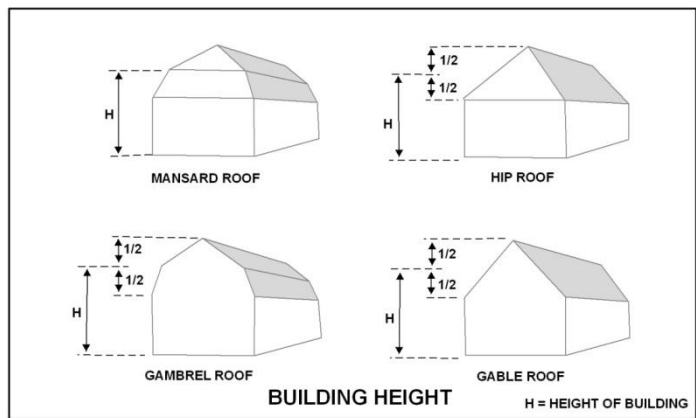 H
MANSARD ROOF
1/2
1/2
H
HIP ROOF
1/2
1/2
H
GAMBREL ROOF
1/2
1/2
H
GABLE ROOF
BUILDING HEIGHT
H = HEIGHT OF BUILDING